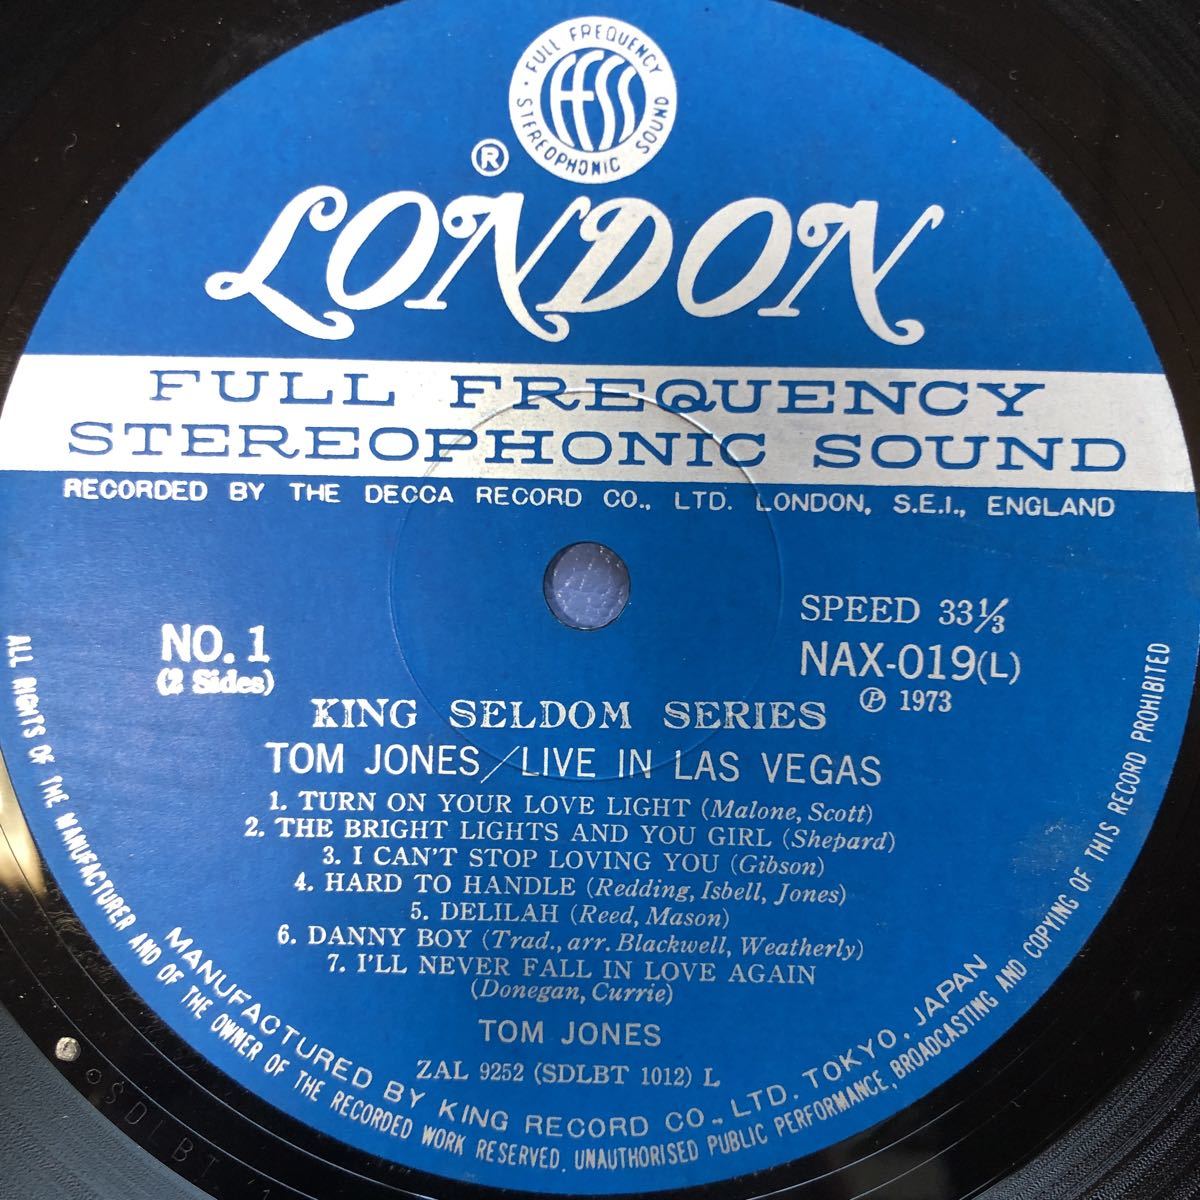 · FULL FREQUENCY STEREOPHONIC SOUND
FFSS
®
LONDON
FULL FREQUENCY
STEREOPHONIC SOUND
RECORDED BY THE DECCA RECORD CO., LTD. LONDON, S.E.I., ENGLAND
NO. 1
(2 Sides)
SPEED 33⅓
NAX-019(L)
℗ 1973
KING SELDOM SERIES
TOM JONES/LIVE IN LAS VEGAS
1. TURN ON YOUR LOVE LIGHT (Malone, Scott)
2. THE BRIGHT LIGHTS AND YOU GIRL (Shepard)
3. I CAN'T STOP LOVING YOU (Gibson)
4. HARD TO HANDLE (Redding, Isbell, Jones)
5. DELILAH (Reed, Mason)
6. DANNY BOY (Trad., arr. Blackwell, Weatherly)
7. I'LL NEVER FALL IN LOVE AGAIN
(Donegan, Currie)
TOM JONES
ZAL 9252 (SDLBT 1012) L
MANUFACTURED BY KING RECORD CO., LTD. TOKYO, JAPAN
ALL RIGHTS OF THE MANUFACTURER AND OF THE OWNER OF THE RECORDED WORK RESERVED. UNAUTHORISED PUBLIC PERFORMANCE, BROADCASTING AND COPYING OF THIS RECORD PROHIBITED
SDLBT